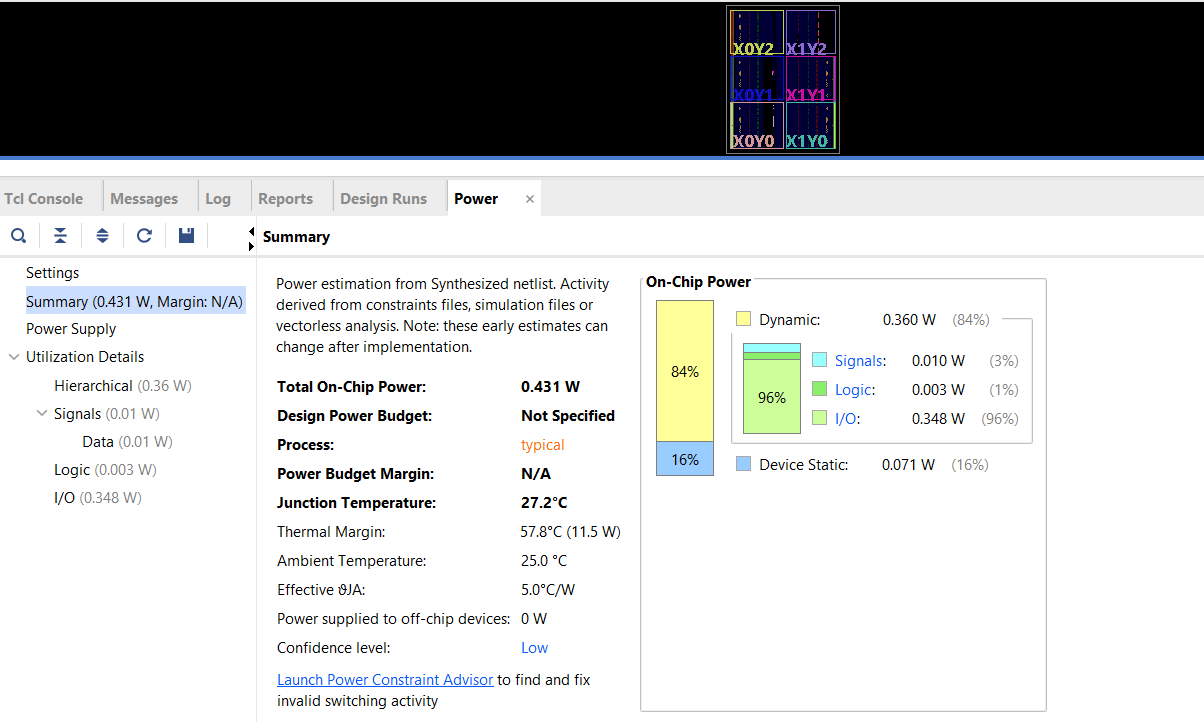 X0Y2 X1Y2
X0Y1 X1Y1
X0Y0 X1Y0
Tcl Console Messages Log Reports Design Runs Power ×
Summary
Settings
Summary (0.431 W, Margin: N/A)
Power Supply
Utilization Details
Hierarchical (0.36 W)
Signals (0.01 W)
Data (0.01 W)
Logic (0.003 W)
I/O (0.348 W)
Power estimation from Synthesized netlist. Activity
derived from constraints files, simulation files or
vectorless analysis. Note: these early estimates can
change after implementation.
Total On-Chip Power: 0.431 W
Design Power Budget: Not Specified
Process: typical
Power Budget Margin: N/A
Junction Temperature: 27.2°C
Thermal Margin: 57.8°C (11.5 W)
Ambient Temperature: 25.0 °C
Effective ϑJA: 5.0°C/W
Power supplied to off-chip devices: 0 W
Confidence level: Low
Launch Power Constraint Advisor to find and fix
invalid switching activity
On-Chip Power
84%
16%
Dynamic: 0.360 W (84%)
96%
Signals: 0.010 W (3%)
Logic: 0.003 W (1%)
I/O: 0.348 W (96%)
Device Static: 0.071 W (16%)